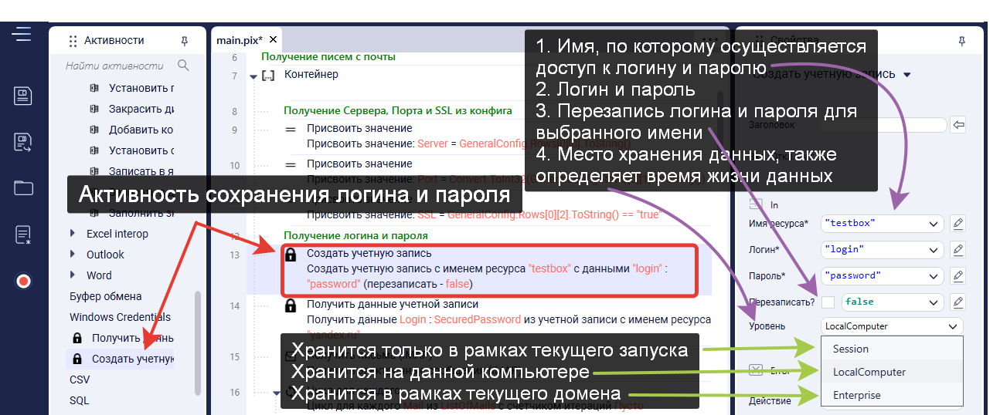 Активности
Найти активности
Установить г
Закрасить д
Добавить ко
Установить с
Записать в я
Заполнить з
Excel interop
Outlook
Word
Буфер обмена
Windows Credentials
Получить данны
Создать учетную
CSV
SQL
Активность сохранения логина и пароля
main.pix*
6 Получение писем с почты
7 Контейнер
8 Получение Сервера, Порта и SSL из конфига
9 Присвоить значение
Присвоить значение: Server = GeneralConfig.Rows[0][0].ToString()
10 Присвоить значение
Присвоить значение: Port = Convert.ToInt32(
Присвоить значение: SSL = GeneralConfig.Rows[0][2].ToString() == "true"
12 Получение логина и пароля
13 Создать учетную запись
Создать учетную запись с именем ресурса "testbox" с данными "login" :
"password" (перезаписать - false)
14 Получить данные учетной записи
Получить данные Login : SecuredPassword из учетной записи с именем ресурса
"yandex.ru"
15
16
Цикл для каждого Mail из ListOfMails с счетчиком итераций Пусто
Хранится только в рамках текущего запуска
Хранится на данной компьютере
Хранится в рамках текущего домена
1. Имя, по которому осуществляется
доступ к логину и паролю
2. Логин и пароль
3. Перезапись логина и пароля для
выбранного имени
4. Место хранения данных, также
определяет время жизни данных
Свойства
Создать учетную запись
Заголовок
In
Имя ресурса* "testbox"
Логин* "login"
Пароль* "password"
Перезаписать? false
Уровень LocalComputer
Session
LocalComputer
Enterprise
Error
Действие